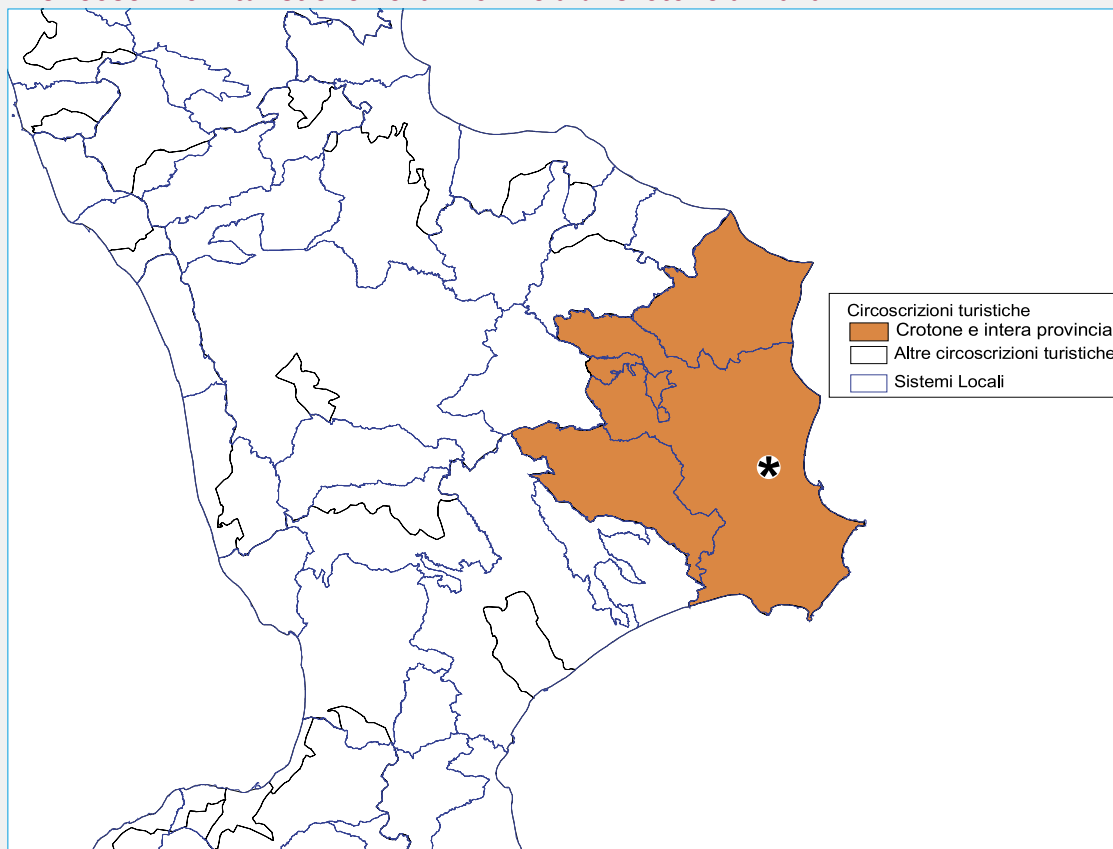 Circoscrizioni turistiche
Crotone e intera provincia
Altre circoscrizioni turistiche
Sistemi Locali
*